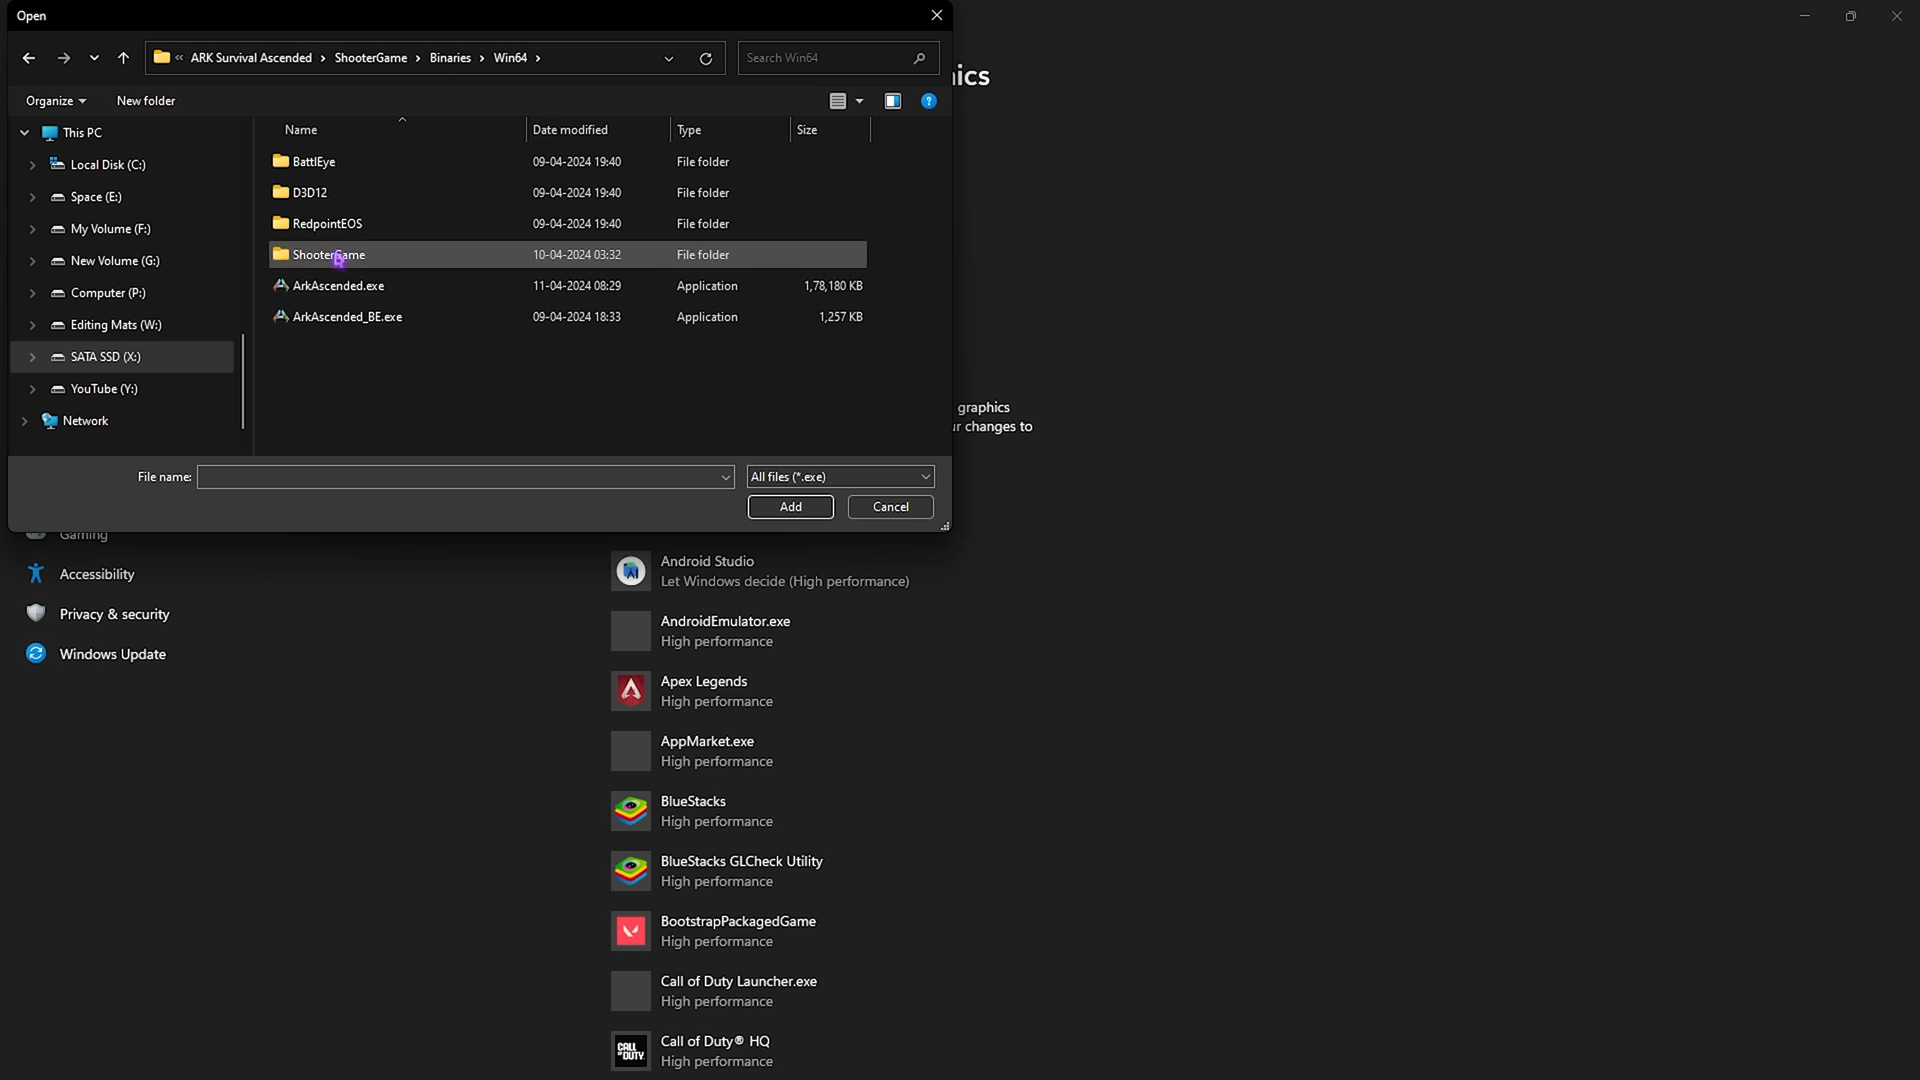 Open
ics
ARK Survival Ascended > ShooterGame > Binaries > Win64 >
Search Win64
Organize
New folder
Name
Date modified
Type
Size
This PC
Local Disk (C:)
Space (E:)
My Volume (F:)
New Volume (G:)
Computer (P:)
Editing Mats (W:)
SATA SSD (X:)
YouTube (Y:)
Network
BattlEye 09-04-2024 19:40 File folder
D3D12 09-04-2024 19:40 File folder
RedpointEOS 09-04-2024 19:40 File folder
ShooterGame 10-04-2024 03:32 File folder
ArkAscended.exe 11-04-2024 08:29 Application 1,78,180 KB
ArkAscended_BE.exe 09-04-2024 18:33 Application 1,257 KB
graphics
ur changes to
File name:
All files (*.exe)
Add
Cancel
Gaming
Accessibility
Privacy & security
Windows Update
Android Studio
Let Windows decide (High performance)
AndroidEmulator.exe
High performance
Apex Legends
High performance
AppMarket.exe
High performance
BlueStacks
High performance
BlueStacks GLCheck Utility
High performance
BootstrapPackagedGame
High performance
Call of Duty Launcher.exe
High performance
CALL
OF DUTY
Call of Duty® HQ
High performance